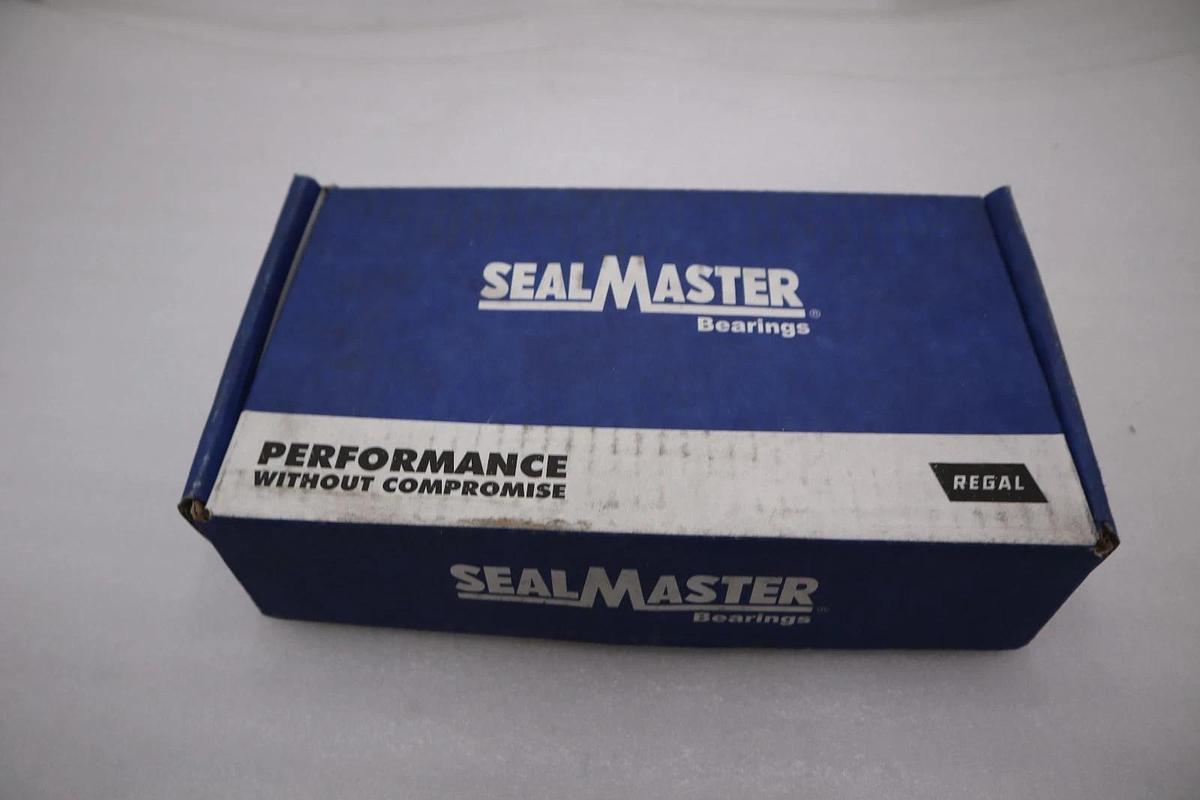 SEALMASTER®
Bearings
PERFORMANCE
WITHOUT COMPROMISE
REGAL
SEALMASTER®
Bearings